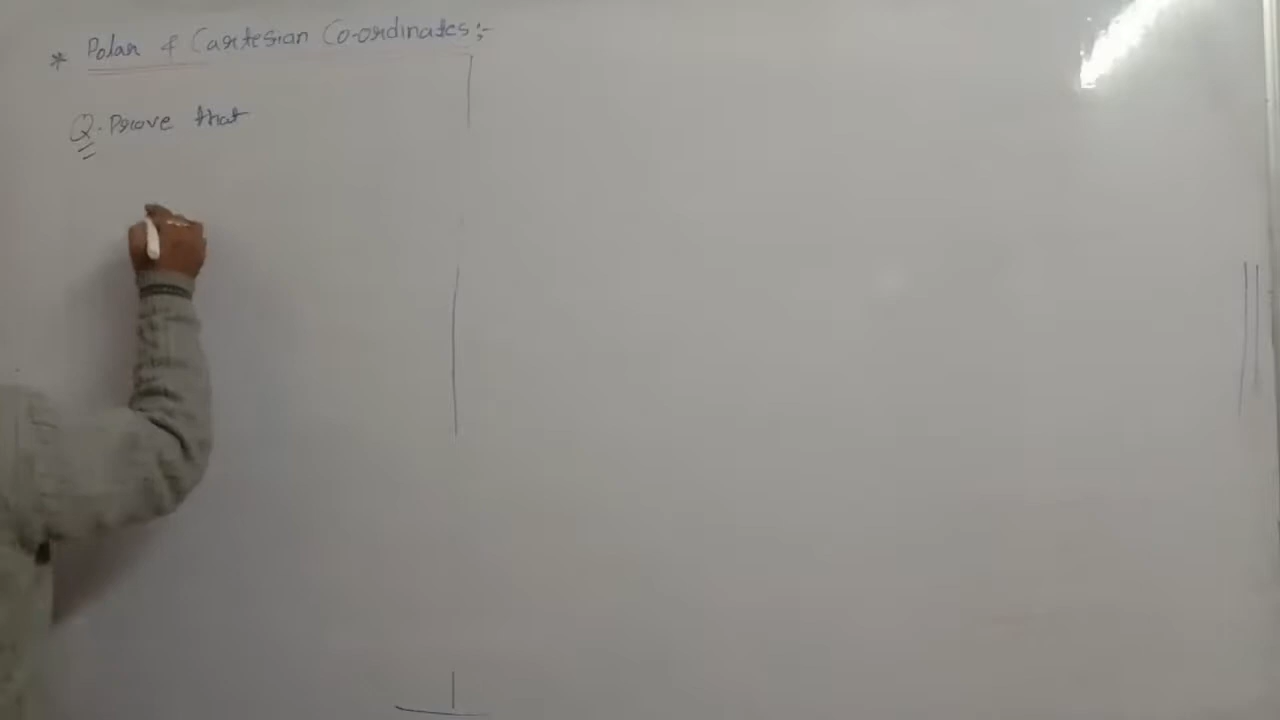 * Polar & Cartesian Co-ordinates :-
Q. Prove that